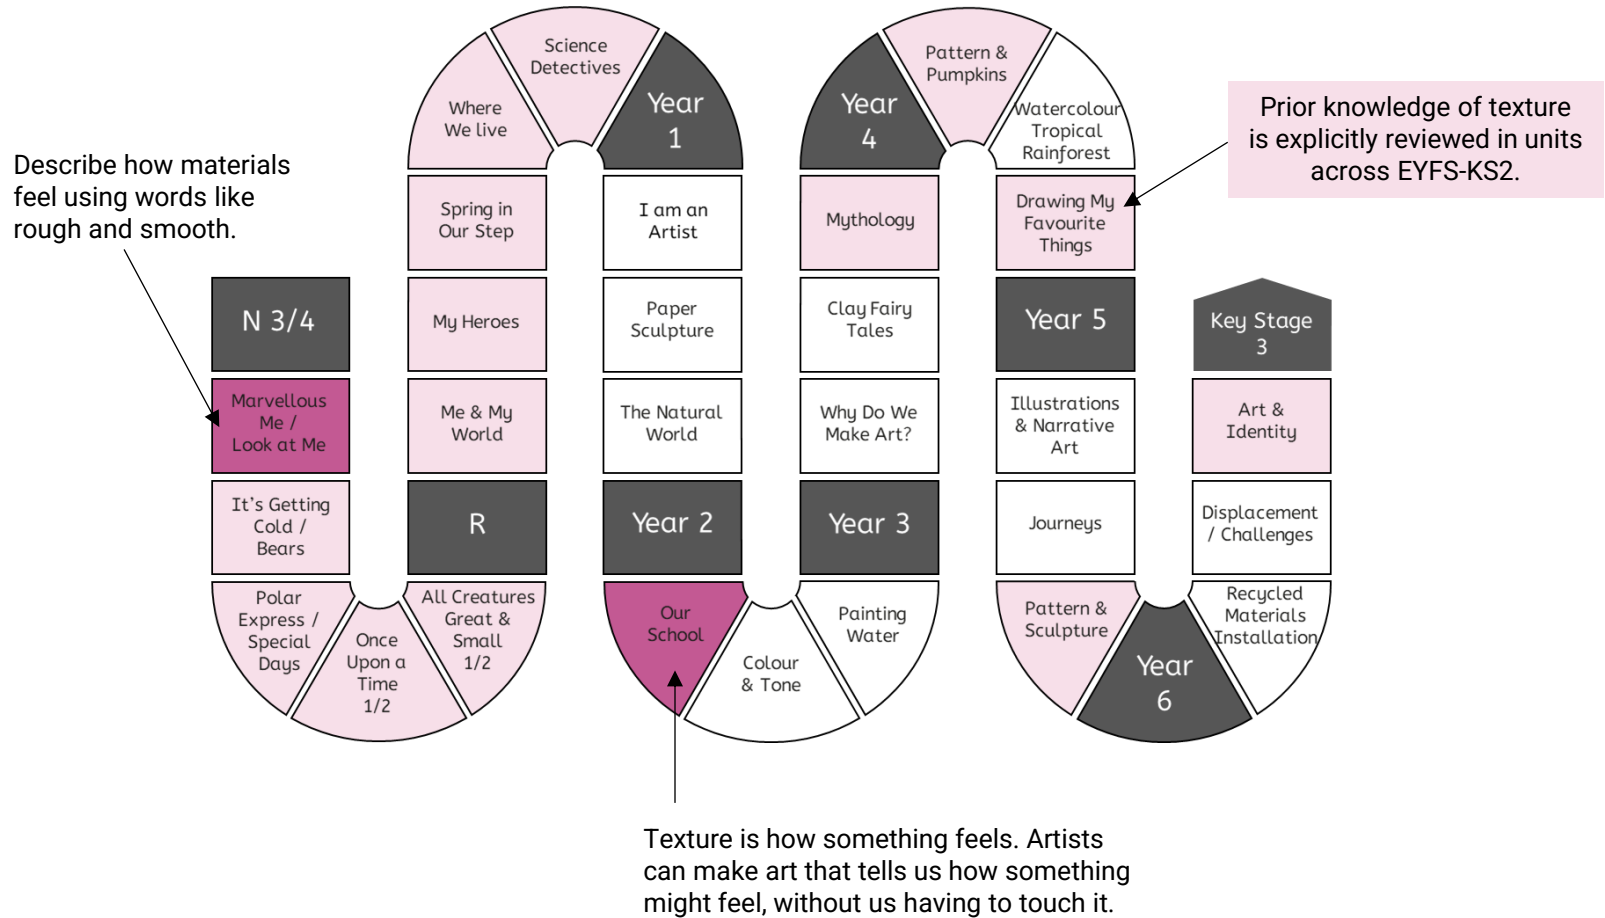 Describe how materials
feel using words like
rough and smooth.
N 3/4
Marvellous
Me /
Look at Me
It's Getting
Cold /
Bears
Polar
Express /
Special
Days
Once
Upon a
Time
1/2
All Creatures
Great &
Small
1/2
R
Me & My
World
My Heroes
Spring in
Our Step
Where
We live
Science
Detectives
Year
1
I am an
Artist
Paper
Sculpture
The Natural
World
Year 2
Our
School
Colour
& Tone
Painting
Water
Year 3
Why Do We
Make Art?
Clay Fairy
Tales
Mythology
Year
4
Pattern &
Pumpkins
Watercolour
Tropical
Rainforest
Drawing My
Favourite
Things
Year 5
Illustrations
& Narrative
Art
Journeys
Pattern &
Sculpture
Year
6
Recycled
Materials
Installation
Displacement
/ Challenges
Art &
Identity
Key Stage
3
Prior knowledge of texture
is explicitly reviewed in units
across EYFS-KS2.
Texture is how something feels. Artists
can make art that tells us how something
might feel, without us having to touch it.